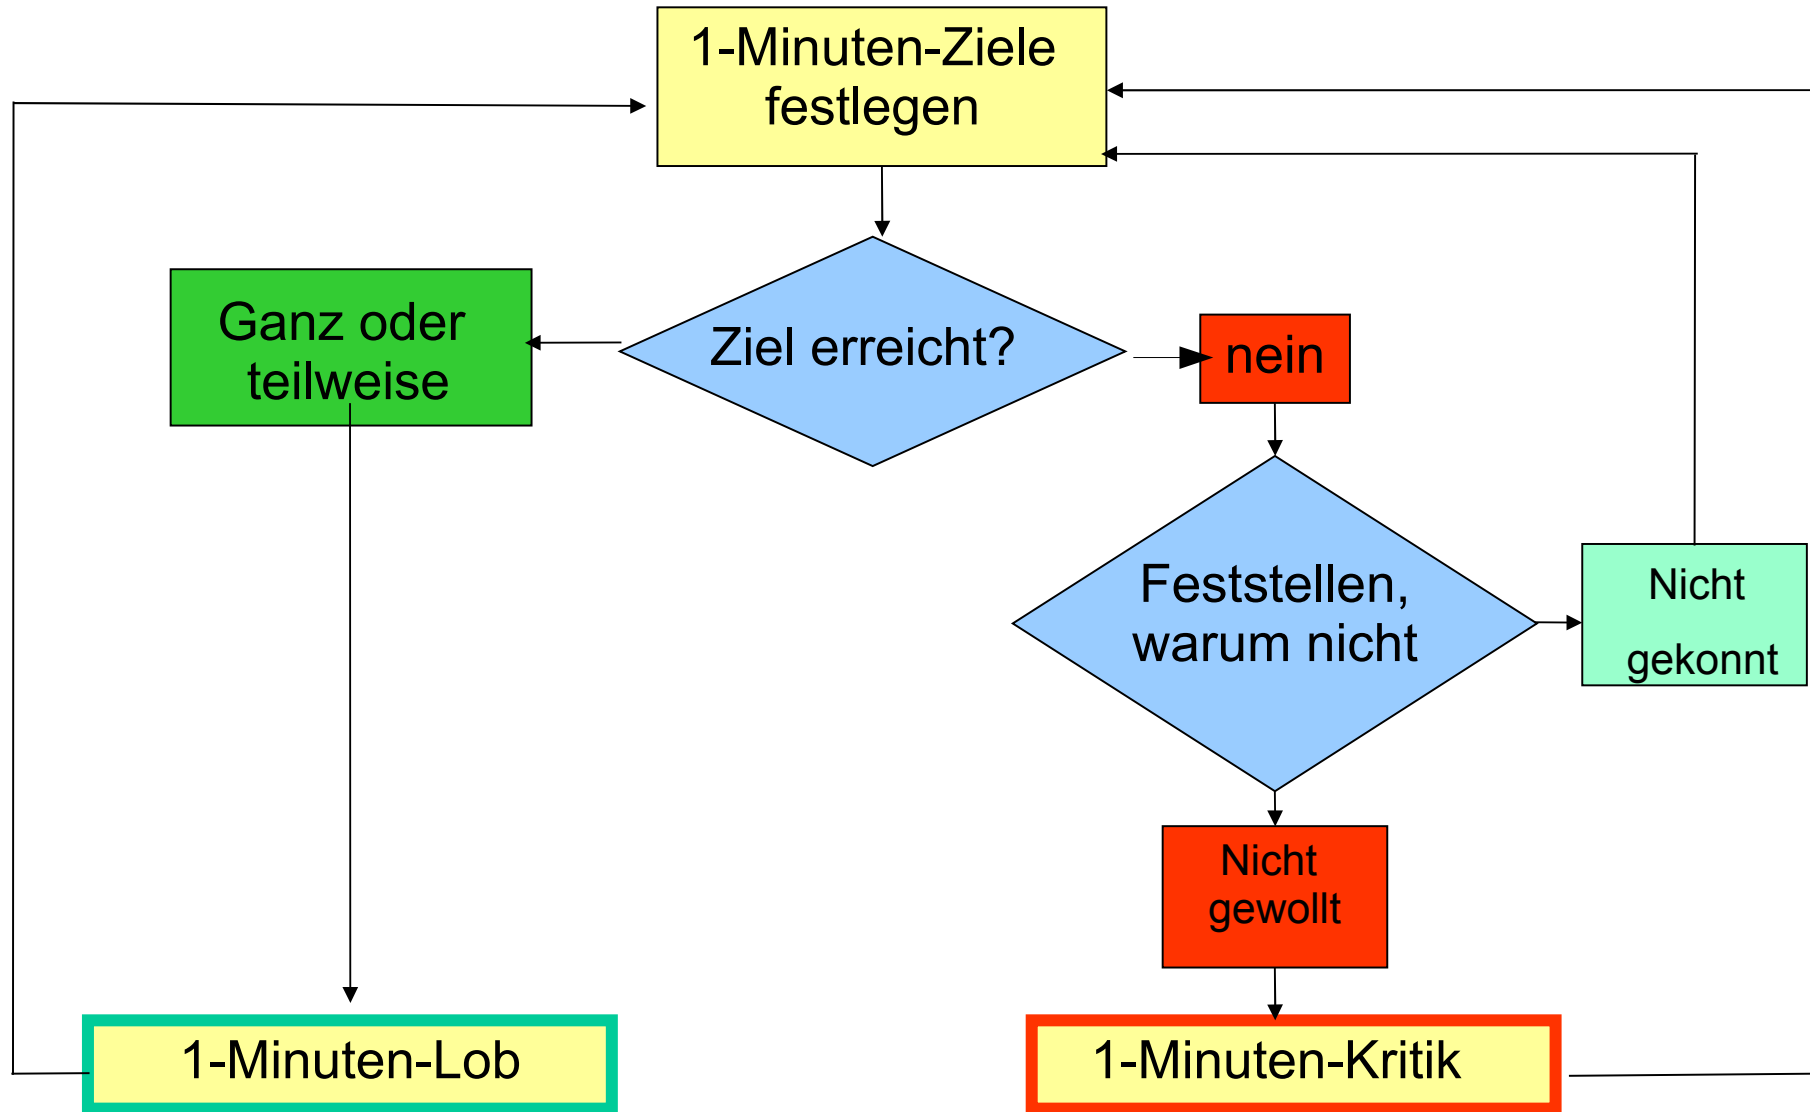 1-Minuten-Ziele
festlegen
Ganz oder
teilweise
Ziel erreicht?
nein
Feststellen,
warum nicht
Nicht
gekonnt
Nicht
gewollt
1-Minuten-Lob
1-Minuten-Kritik